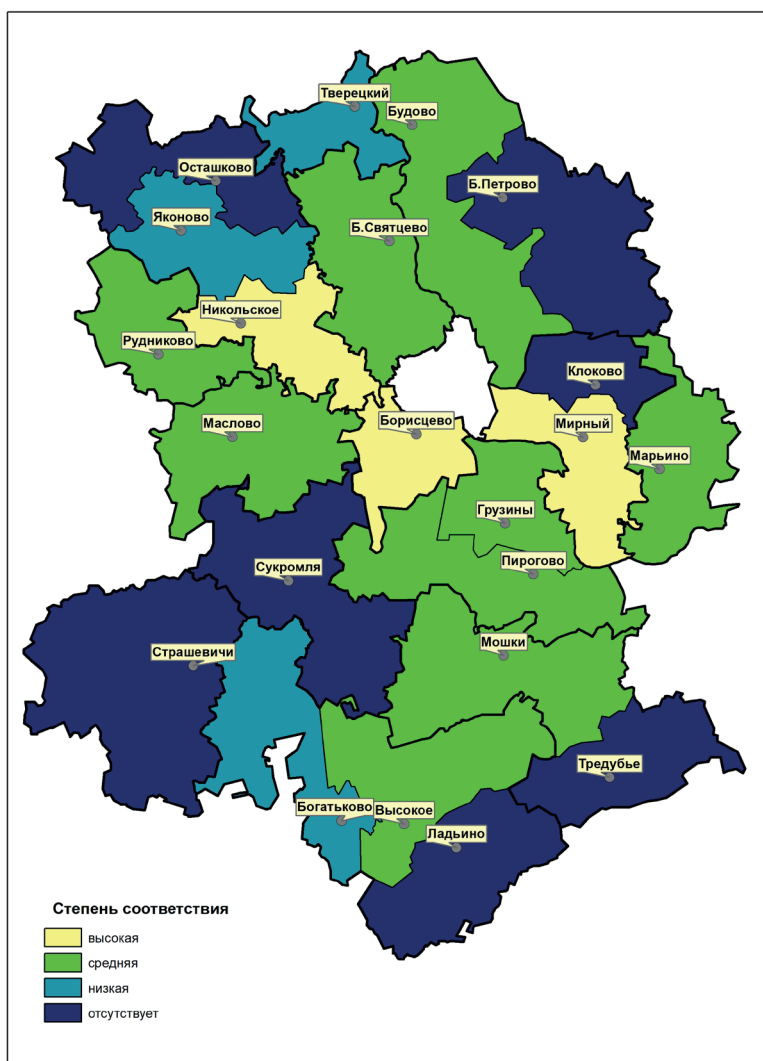 Тверецкий
Будово
Осташково
Б.Петрово
Яконово
Б.Святцево
Никольское
Рудниково
Клоково
Маслово
Борисцево
Мирный
Марьино
Грузины
Пирогово
Сукромля
Мошки
Страшевичи
Тредубье
Богатьково
Высокое
Ладьино
Степень соответствия
высокая
средняя
низкая
отсутствует